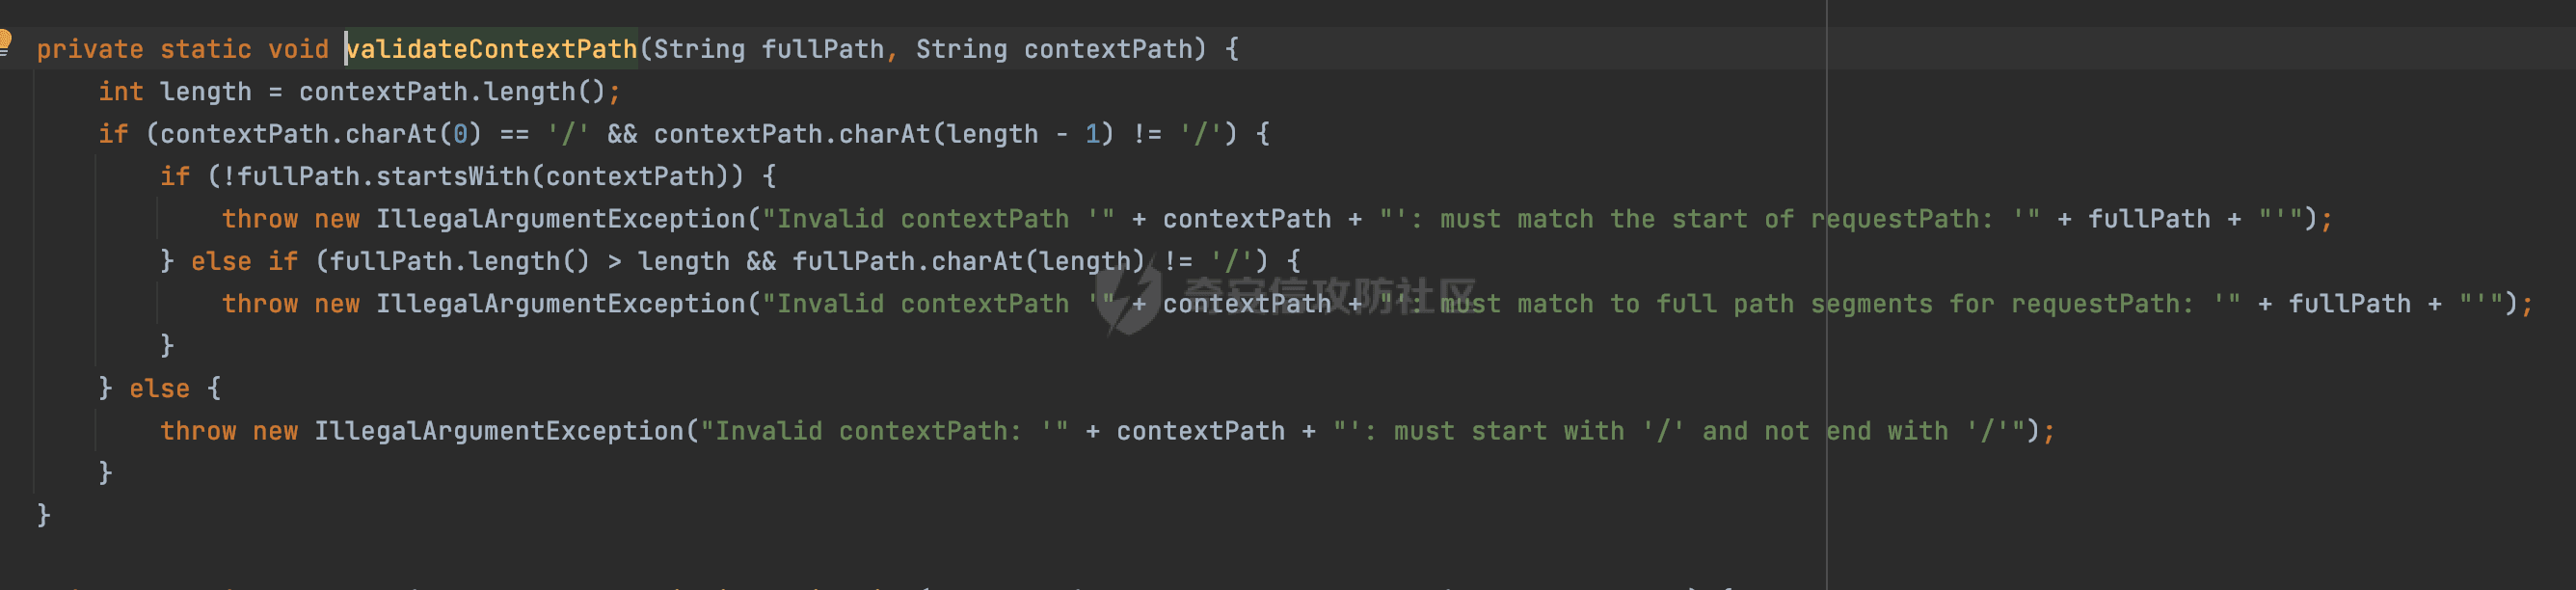 private static void validateContextPath(String fullPath, String contextPath) {
int length = contextPath.length();
if (contextPath.charAt(0) == '/' && contextPath.charAt(length - 1) != '/') {
if (!fullPath.startsWith(contextPath)) {
throw new IllegalArgumentException("Invalid contextPath '" + contextPath + "': must match the start of requestPath: '" + fullPath + "'");
} else if (fullPath.length() > length && fullPath.charAt(length) != '/') {
throw new IllegalArgumentException("Invalid contextPath '" + contextPath + "': must match to full path segments for requestPath: '" + fullPath + "'");
奇安信攻防社区
}
} else {
throw new IllegalArgumentException("Invalid contextPath: '" + contextPath + "': must start with '/' and not end with '/'");
}
}